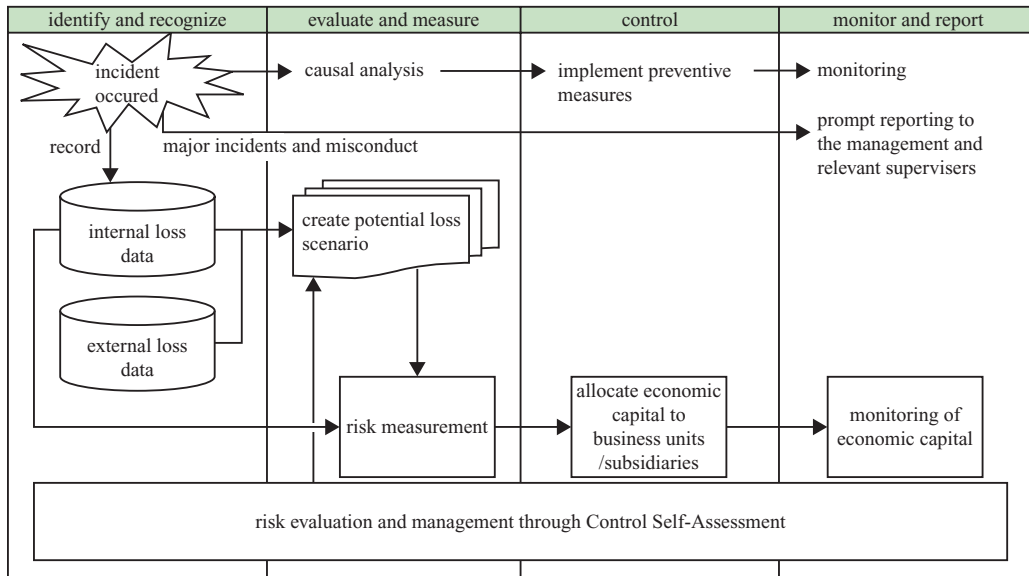 identify and recognize
evaluate and measure
control
monitor and report
incident
occured
causal analysis
implement preventive
measures
monitoring
record
major incidents and misconduct
prompt reporting to
the management and
relevant supervisers
internal loss
data
create potential loss
scenario
external loss
data
risk measurement
allocate economic
capital to
business units
/subsidiaries
monitoring of
economic capital
risk evaluation and management through Control Self-Assessment